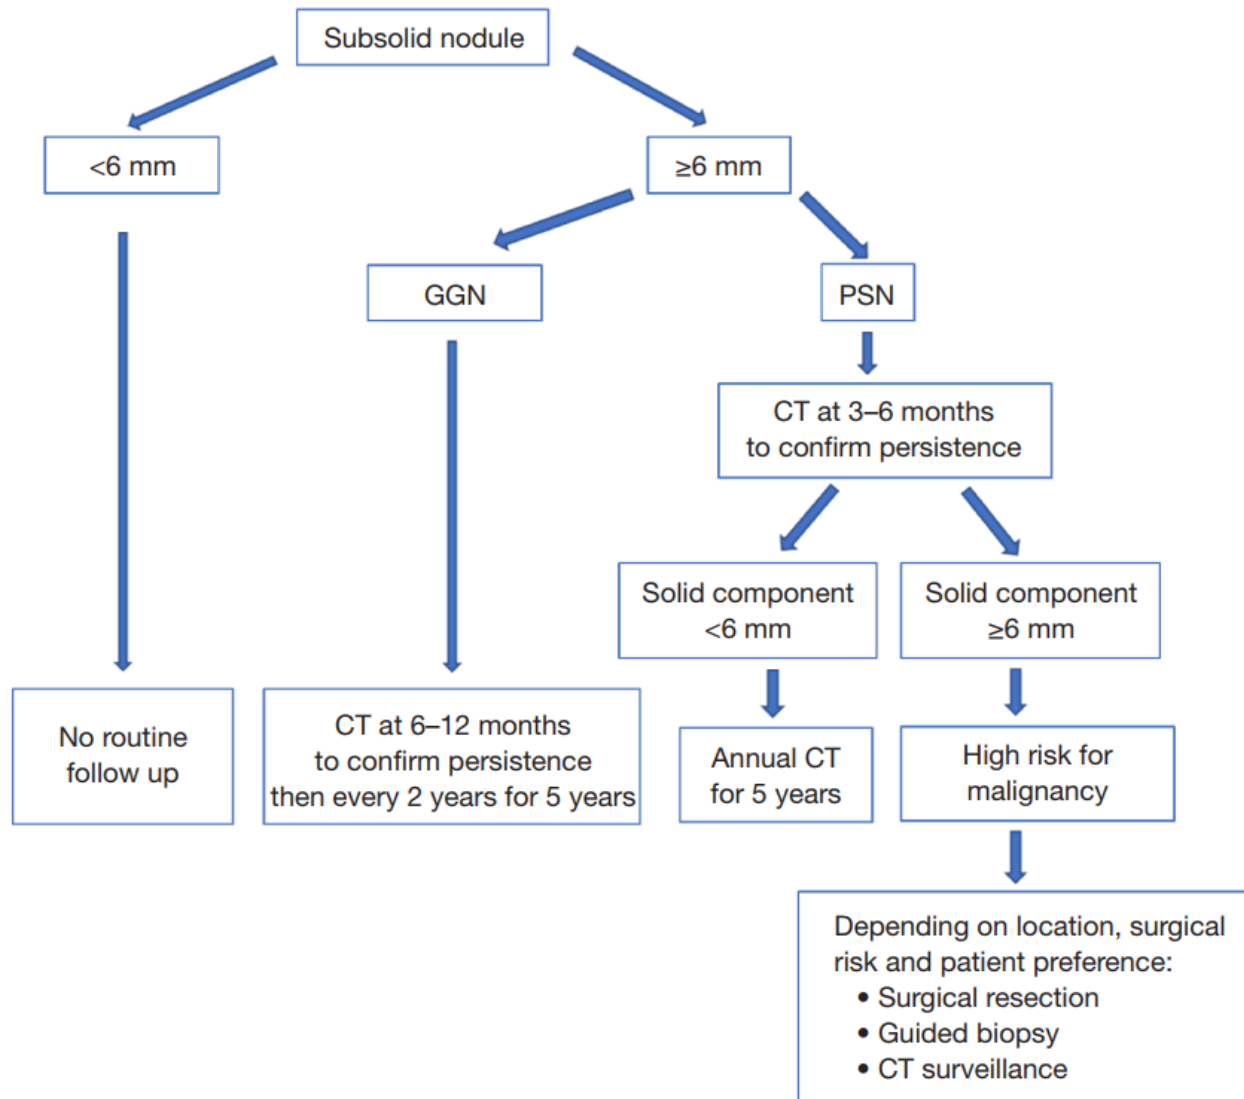 Subsolid nodule
<6 mm
≥6 mm
GGN
PSN
CT at 3–6 months
to confirm persistence
Solid component
<6 mm
Solid component
≥6 mm
No routine
follow up
CT at 6–12 months
to confirm persistence
then every 2 years for 5 years
Annual CT
for 5 years
High risk for
malignancy
Depending on location, surgical
risk and patient preference:
• Surgical resection
• Guided biopsy
• CT surveillance